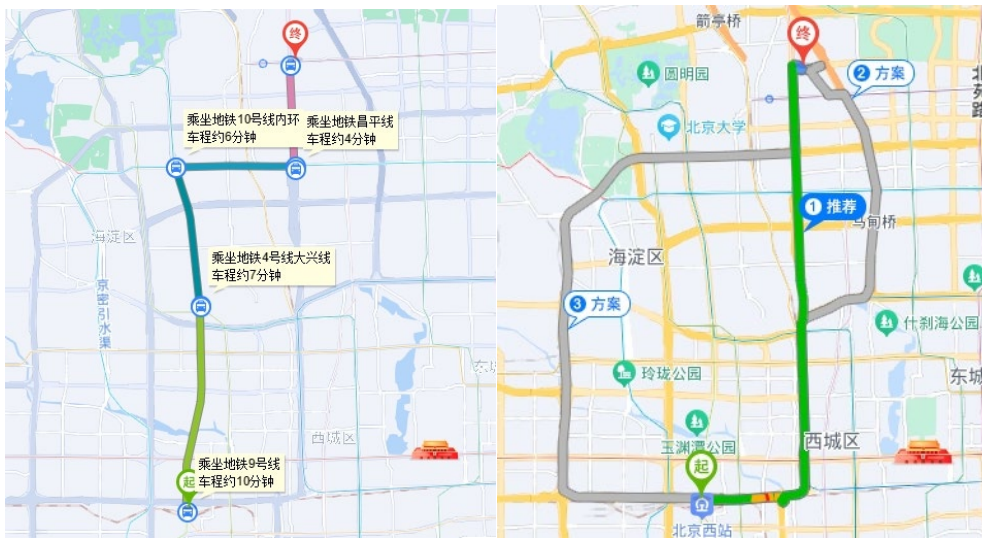 终
乘坐地铁10号线内环
车程约6分钟
乘坐地铁昌平线
车程约4分钟
海淀区
乘坐地铁4号线大兴线
车程约7分钟
京密引水渠
东城
西城区
乘坐地铁9号线
车程约10分钟
起
箭亭桥
终
2 方案
圆明园
北苑路
北京大学
1 推荐
马甸桥
海淀区
3 方案
什刹海公园
玲珑公园
东城
玉渊潭公园
西城区
起
北京西站